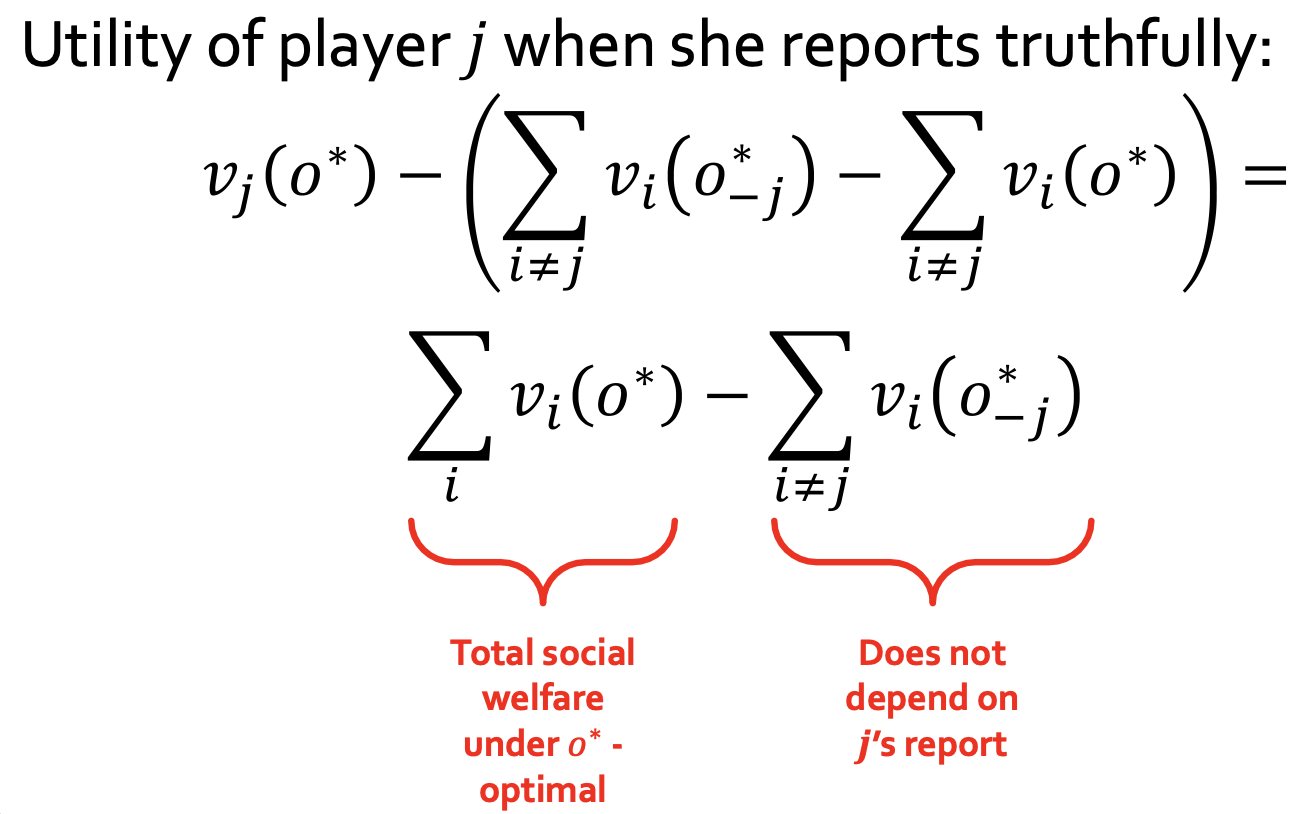 Utility of player j when she reports truthfully:
v_j(o*) − (∑_{i≠j} v_i(o*_{−j}) − ∑_{i≠j} v_i(o*)) =
∑_i v_i(o*) − ∑_{i≠j} v_i(o*_{−j})
Total social
welfare
under o* -
optimal
Does not
depend on
j's report